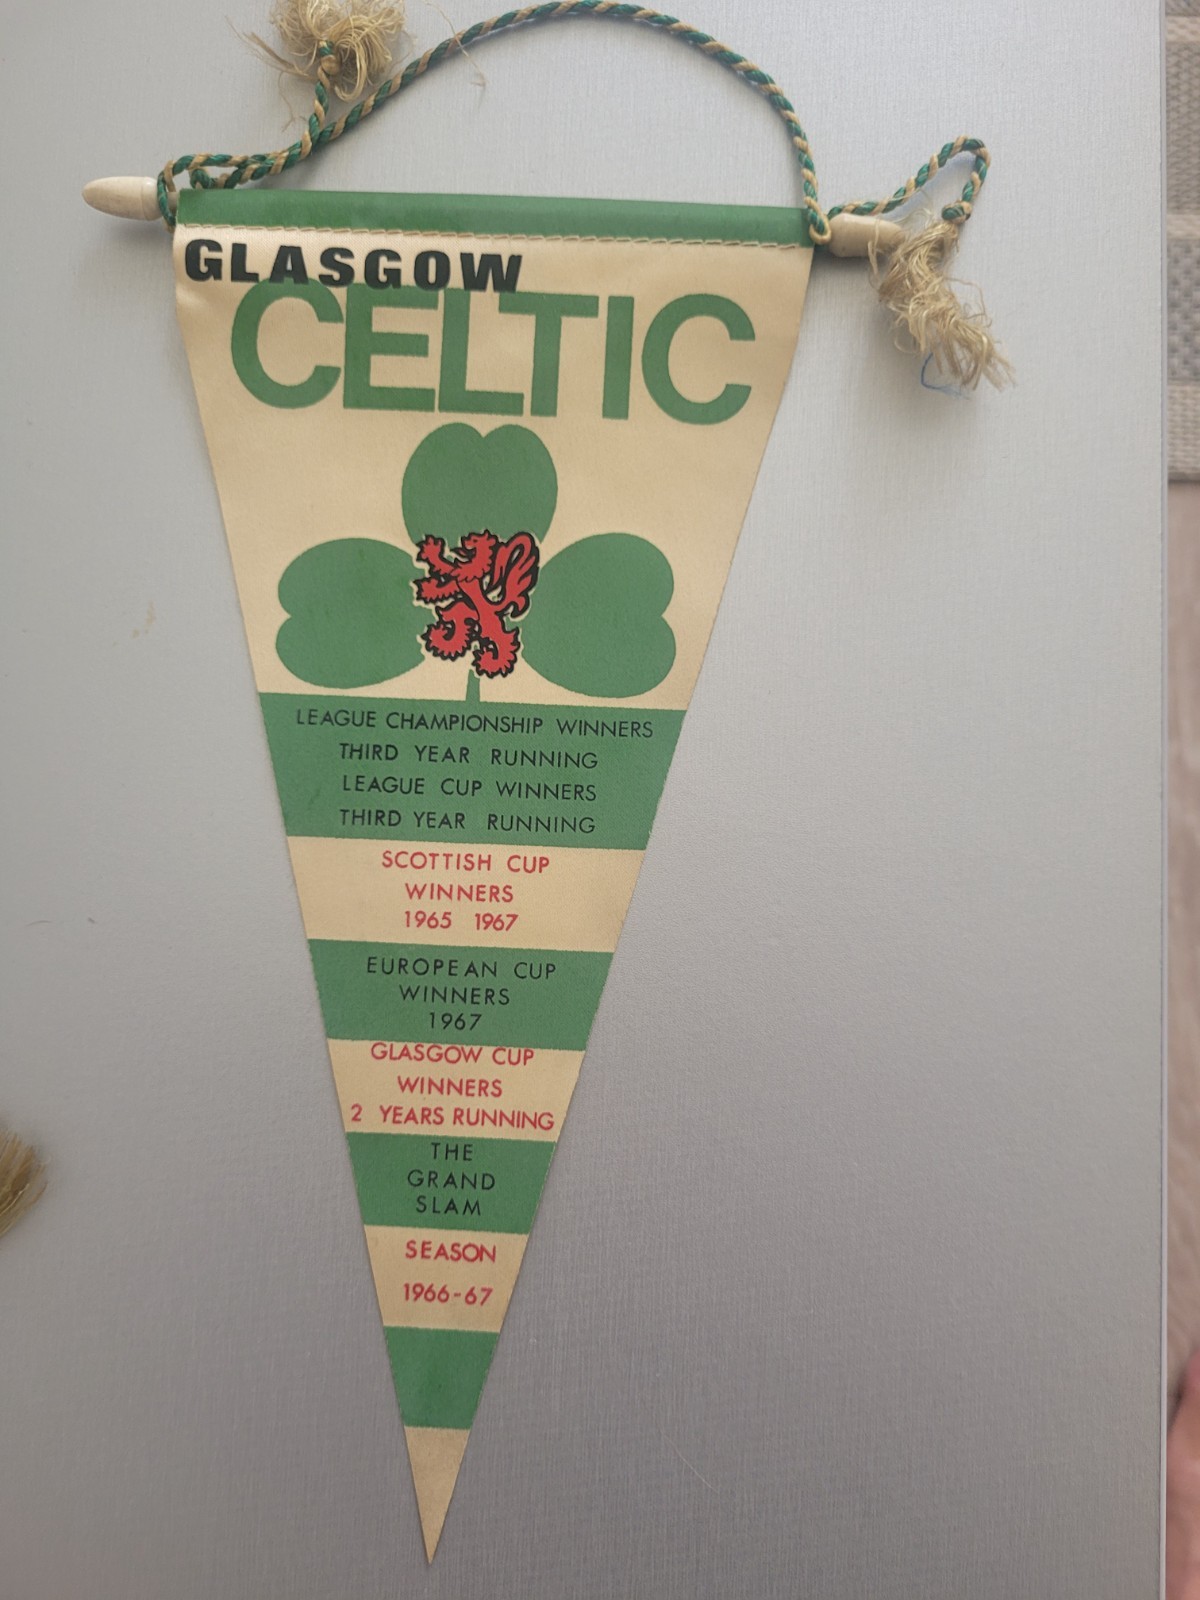 GLASGOW
CELTIC
LEAGUE CHAMPIONSHIP WINNERS
THIRD YEAR RUNNING
LEAGUE CUP WINNERS
THIRD YEAR RUNNING
SCOTTISH CUP
WINNERS
1965 1967
EUROPEAN CUP
WINNERS
1967
GLASGOW CUP
WINNERS
2 YEARS RUNNING
THE
GRAND
SLAM
SEASON
1966-67